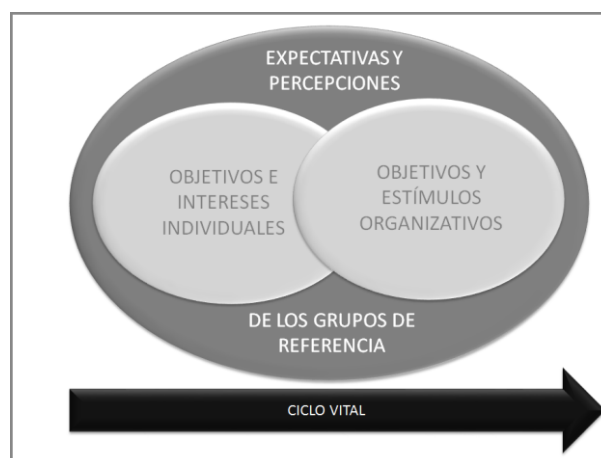 EXPECTATIVAS Y
PERCEPCIONES
OBJETIVOS E
INTERESES
INDIVIDUALES
OBJETIVOS Y
ESTÍMULOS
ORGANIZATIVOS
DE LOS GRUPOS DE
REFERENCIA
CICLO VITAL